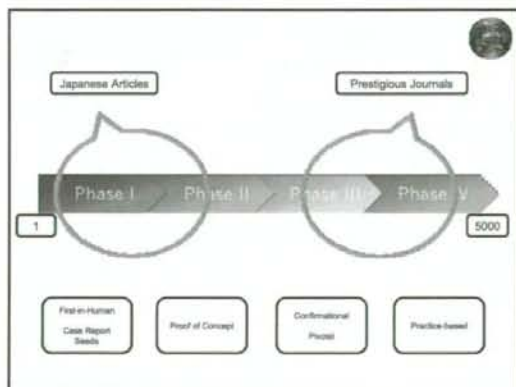 Japanese Articles
Prestigious Journals
Phase I
Phase II
Phase III
Phase V
1
5000
First-in-Human
Case Report
Seeds
Proof of Concept
Confirmational
Pivotal
Practice-based